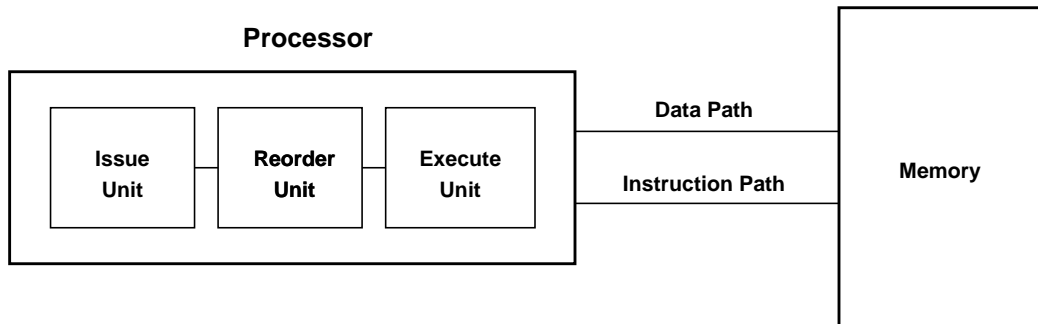 Processor
Issue
Unit
Reorder
Unit
Execute
Unit
Data Path
Instruction Path
Memory